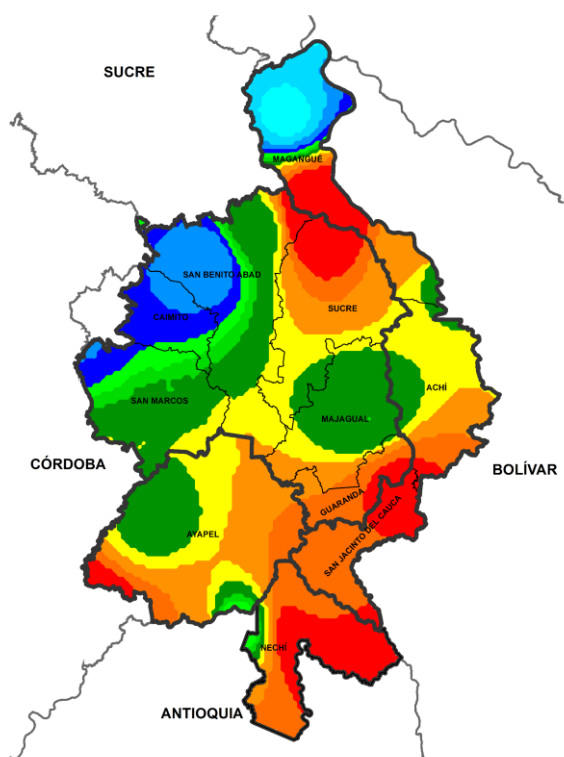 SUCRE
MAGANGUÉ
SAN BENITO ABAD
CAIMITO
SUCRE
ACHÍ
SAN MARCOS
MAJAGUAL
CÓRDOBA
BOLÍVAR
GUARANDA
SAN JACINTO DEL CAUCA
AYAPEL
NECHÍ
ANTIOQUIA